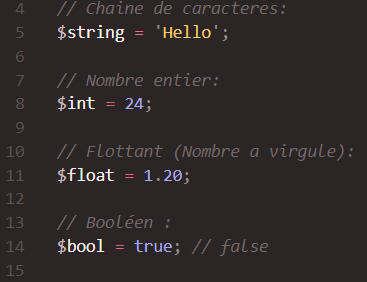 4 // Chaine de caracteres:
5 $string = 'Hello';
6
7 // Nombre entier:
8 $int = 24;
9
10 // Flottant (Nombre a virgule):
11 $float = 1.20;
12
13 // Booléen :
14 $bool = true; // false
15